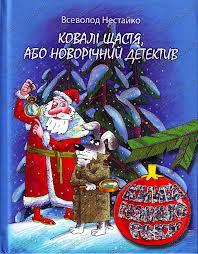 Всеволод Нестайко
КОВАЛІ ЩАСТЯ,
АБО НОВОРІЧНИЙ ДЕТЕКТИВ